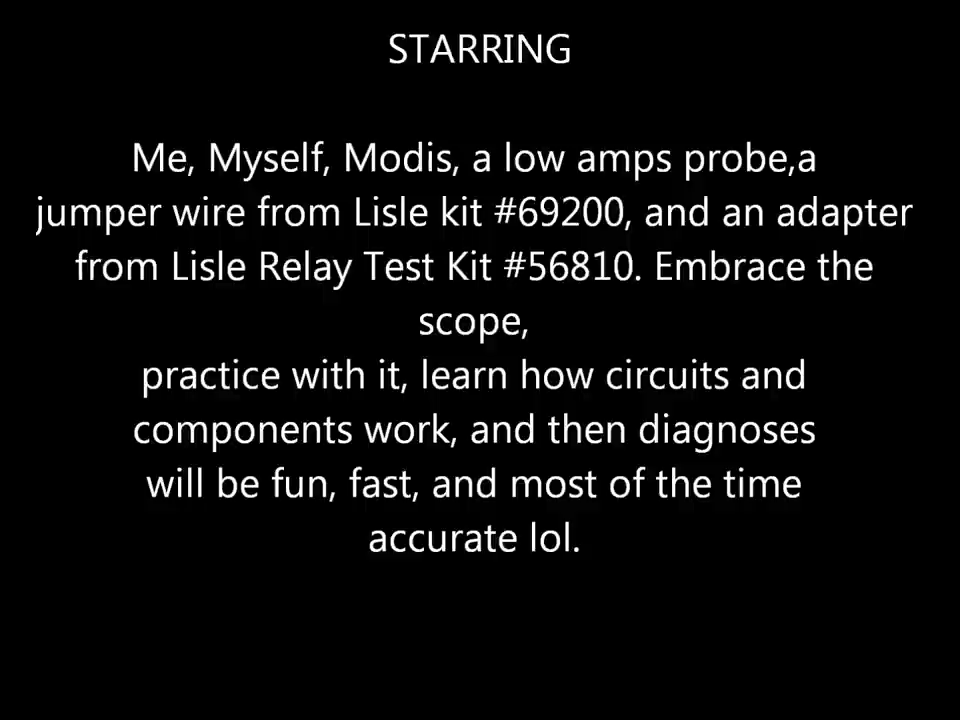 STARRING
Me, Myself, Modis, a low amps probe,a
jumper wire from Lisle kit #69200, and an adapter
from Lisle Relay Test Kit #56810. Embrace the
scope,
practice with it, learn how circuits and
components work, and then diagnoses
will be fun, fast, and most of the time
accurate lol.